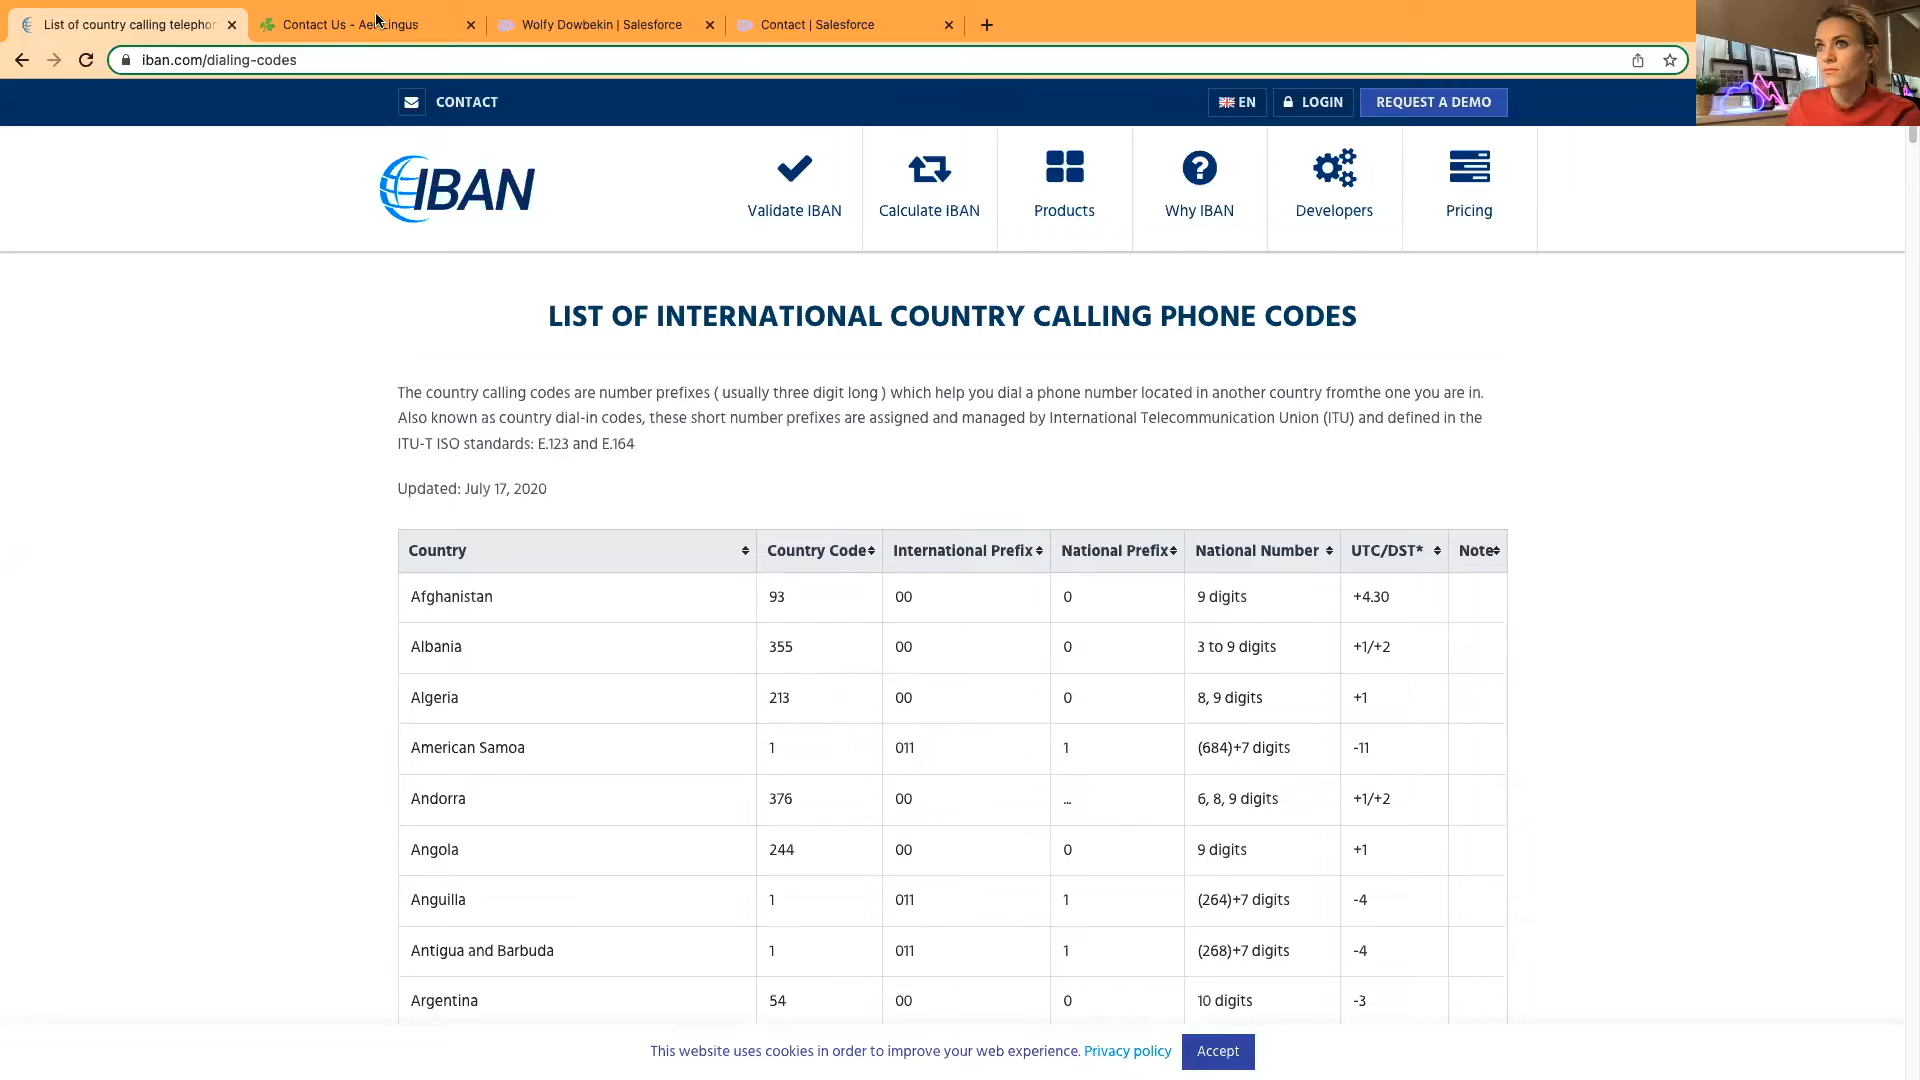 List of country calling telephon
Contact Us - Aer Lingus
Wolfy Dowbekin | Salesforce
Contact | Salesforce
iban.com/dialing-codes
CONTACT
EN
LOGIN
REQUEST A DEMO
IBAN
Validate IBAN
Calculate IBAN
Products
Why IBAN
Developers
Pricing
LIST OF INTERNATIONAL COUNTRY CALLING PHONE CODES
The country calling codes are number prefixes ( usually three digit long ) which help you dial a phone number located in another country fromthe one you are in.
Also known as country dial-in codes, these short number prefixes are assigned and managed by International Telecommunication Union (ITU) and defined in the
ITU-T ISO standards: E.123 and E.164
Updated: July 17, 2020
Country Country Code International Prefix National Prefix National Number UTC/DST* Note
Afghanistan 93 00 0 9 digits +4.30
Albania 355 00 0 3 to 9 digits +1/+2
Algeria 213 00 0 8, 9 digits +1
American Samoa 1 011 1 (684)+7 digits -11
Andorra 376 00 ... 6, 8, 9 digits +1/+2
Angola 244 00 0 9 digits +1
Anguilla 1 011 1 (264)+7 digits -4
Antigua and Barbuda 1 011 1 (268)+7 digits -4
Argentina 54 00 0 10 digits -3
This website uses cookies in order to improve your web experience. Privacy policy
Accept